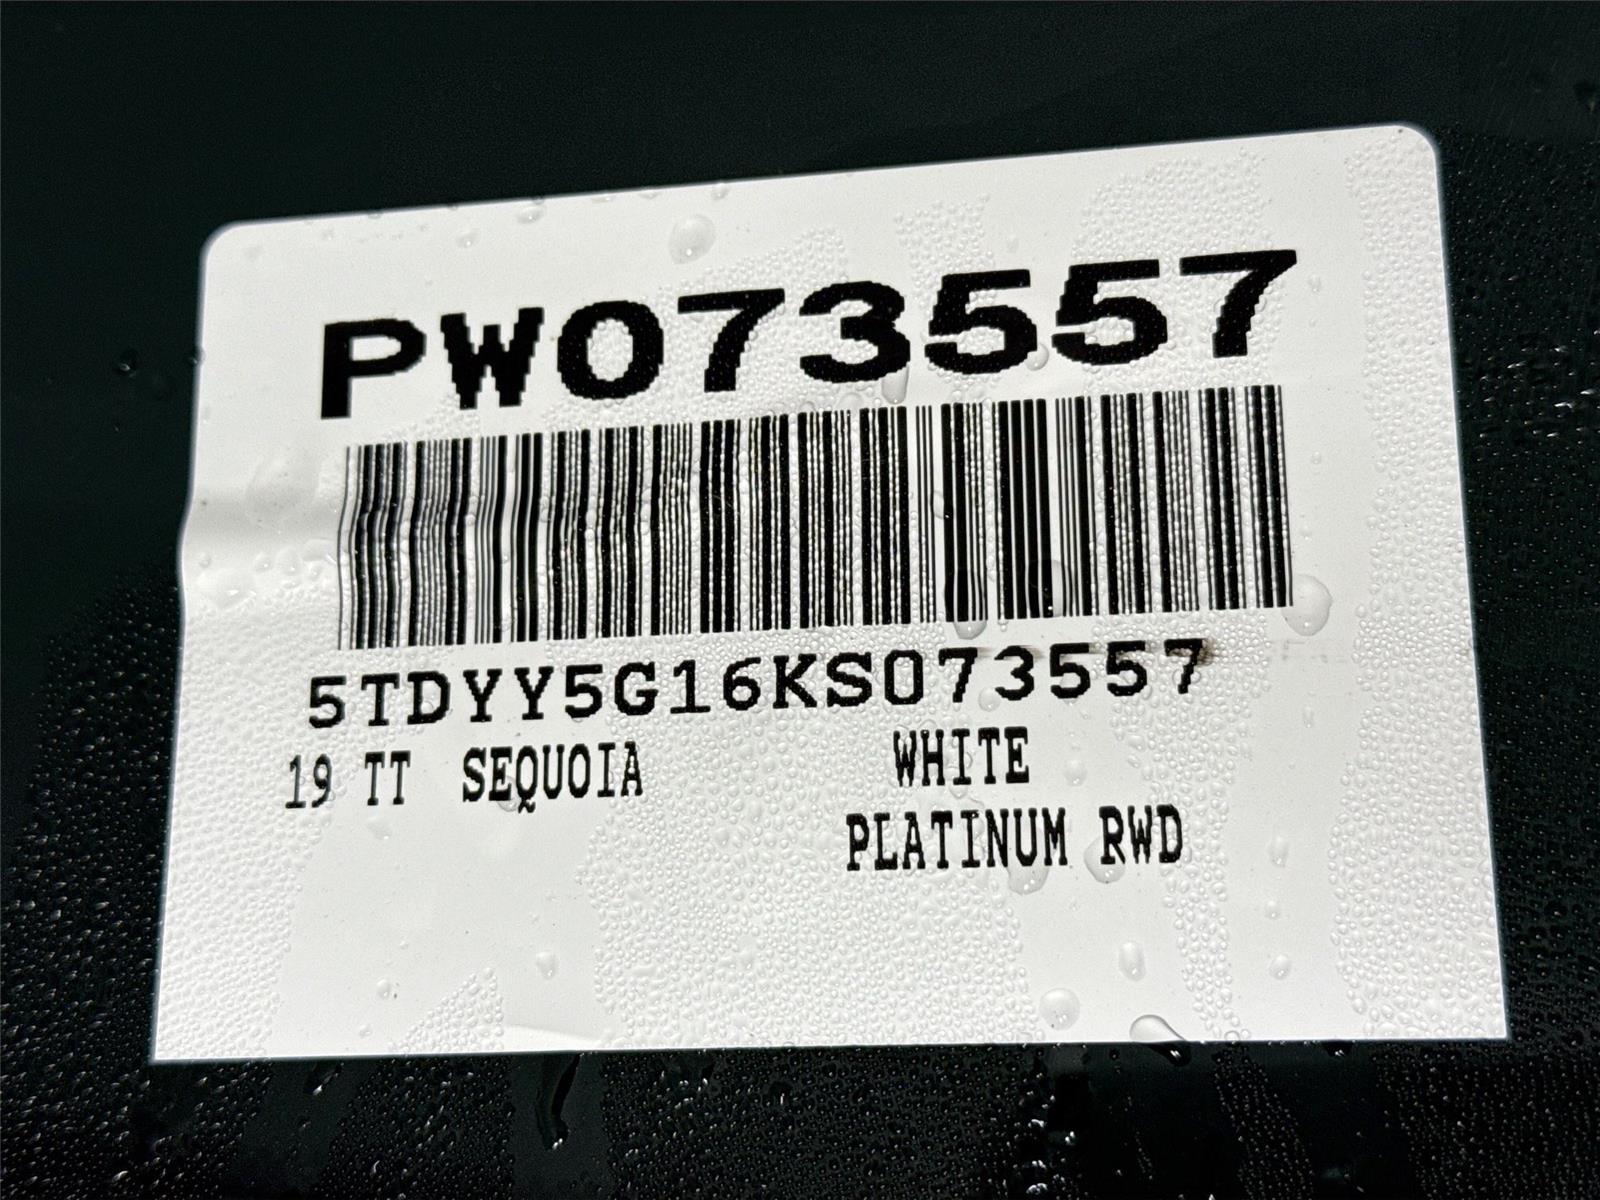 PW073557
5TDYY5G16KS073557
19 TT SEQUOIA WHITE
PLATINUM RWD